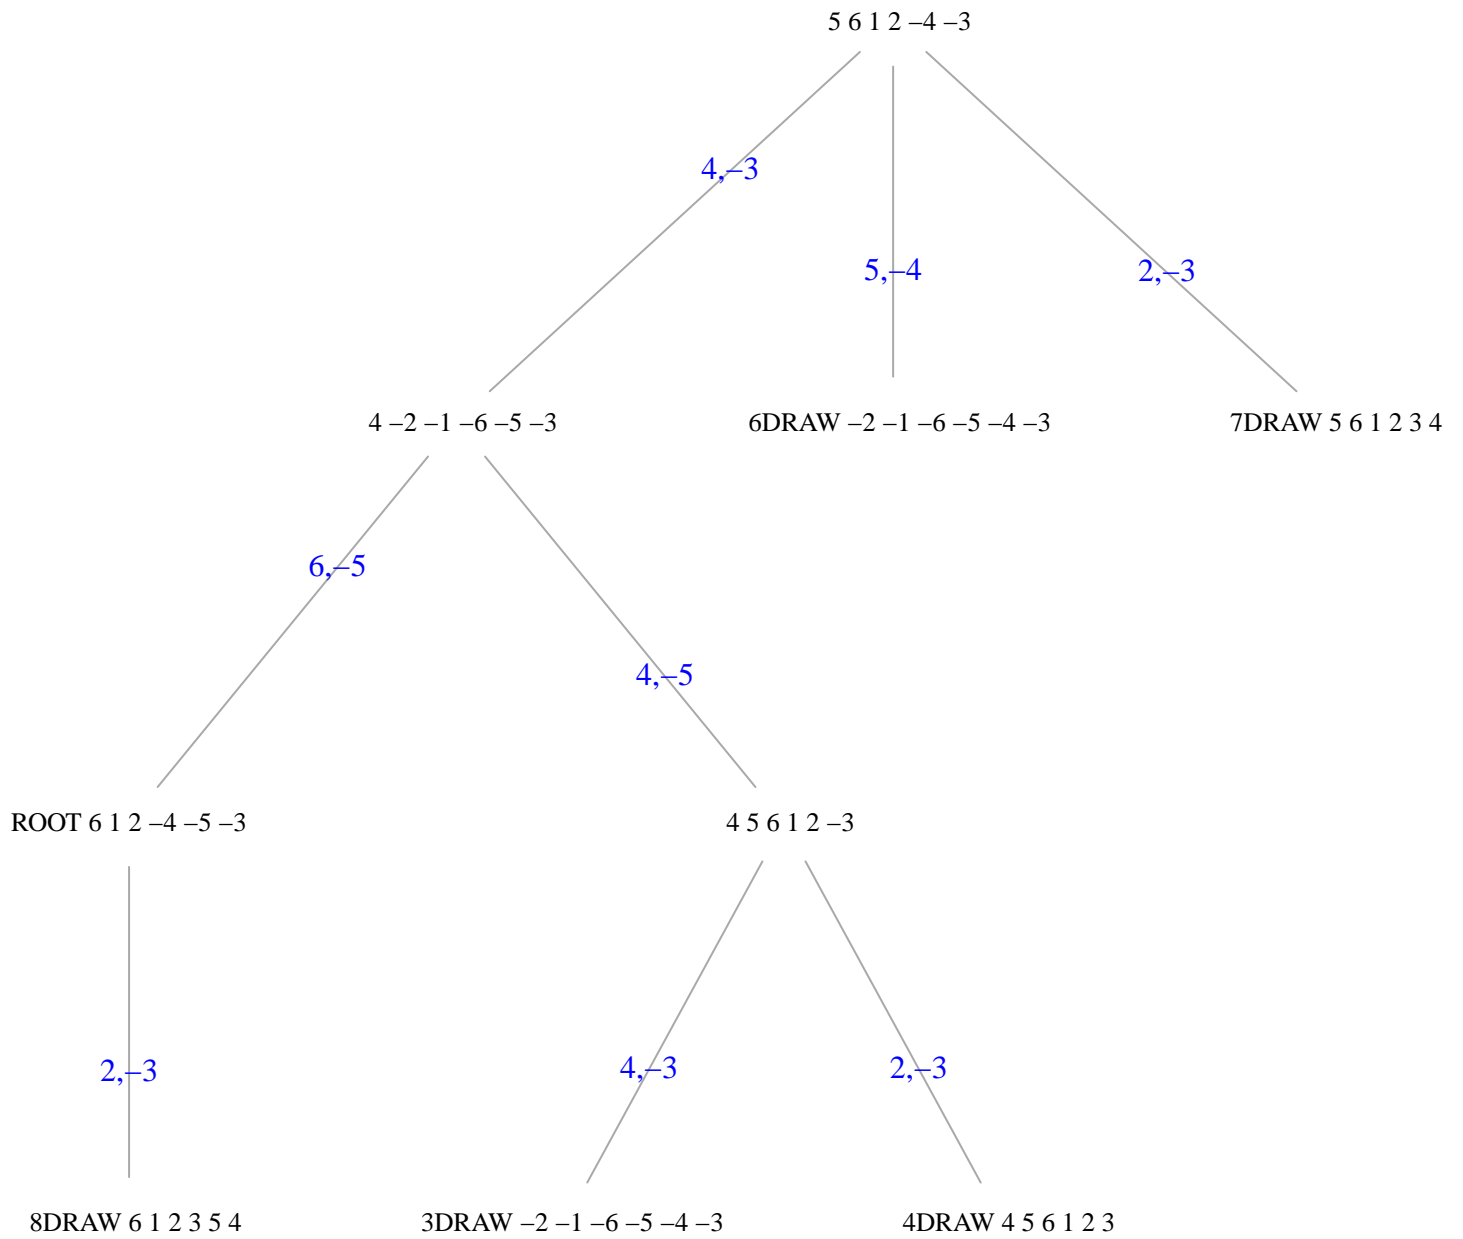 5 6 1 2 –4 –3
4,–3
5,–4
2,–3
4 –2 –1 –6 –5 –3
6DRAW –2 –1 –6 –5 –4 –3
7DRAW 5 6 1 2 3 4
6,–5
4,–5
ROOT 6 1 2 –4 –5 –3
4 5 6 1 2 –3
2,–3
4,–3
2,–3
8DRAW 6 1 2 3 5 4
3DRAW –2 –1 –6 –5 –4 –3
4DRAW 4 5 6 1 2 3